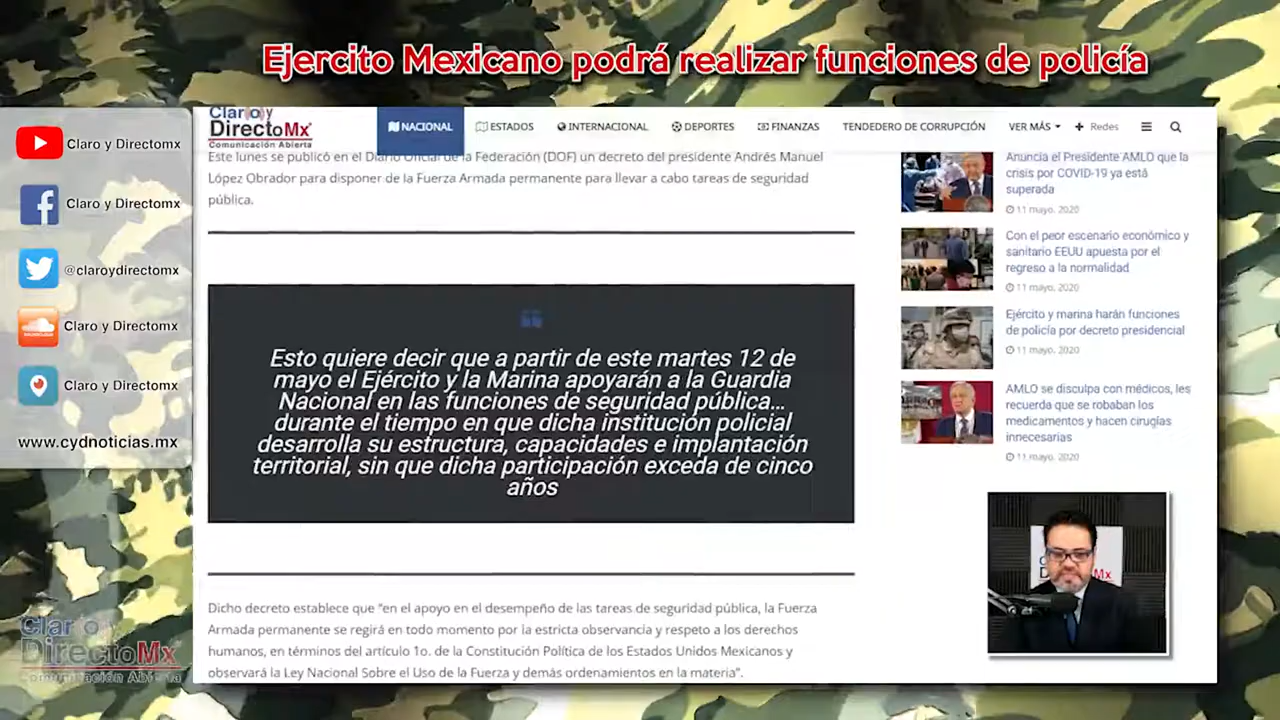 Ejercito Mexicano podrá realizar funciones de policía
Claro y Directomx
Claro y Directomx
@claroydirectomx
Claro y Directomx
Claro y Directomx
www.cydnoticias.mx
Claro y
DirectoMx
Comunicación Abierta
NACIONAL
ESTADOS
INTERNACIONAL
DEPORTES
FINANZAS
TENDEDERO DE CORRUPCIÓN
VER MÁS
Redes
Este lunes se publicó en el Diario Oficial de la Federación (DOF) un decreto del presidente Andrés Manuel
López Obrador para disponer de la Fuerza Armada permanente para llevar a cabo tareas de seguridad
pública.
Esto quiere decir que a partir de este martes 12 de
mayo el Ejército y la Marina apoyarán a la Guardia
Nacional en las funciones de seguridad pública...
durante el tiempo en que dicha institución policial
desarrolla su estructura, capacidades e implantación
territorial, sin que dicha participación exceda de cinco
años
Dicho decreto establece que “en el apoyo en el desempeño de las tareas de seguridad pública, la Fuerza
Armada permanente se regirá en todo momento por la estricta observancia y respeto a los derechos
humanos, en términos del artículo 1o. de la Constitución Política de los Estados Unidos Mexicanos y
observará la Ley Nacional Sobre el Uso de la Fuerza y demás ordenamientos en la materia”.
Anuncia el Presidente AMLO que la
crisis por COVID-19 ya está
superada
11 mayo, 2020
Con el peor escenario económico y
sanitario EEUU apuesta por el
regreso a la normalidad
11 mayo, 2020
Ejército y marina harán funciones
de policía por decreto presidencial
11 mayo, 2020
AMLO se disculpa con médicos, les
recuerda que se robaban los
medicamentos y hacen cirugías
innecesarias
11 mayo, 2020
Claro y
DirectoMx
Comunicación Abierta